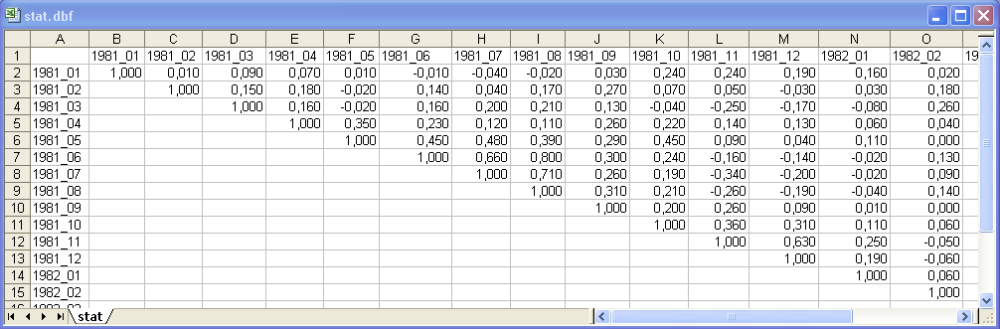 stat.dbf
A B C D E F G H I J K L M N O
1 1981_01 1981_02 1981_03 1981_04 1981_05 1981_06 1981_07 1981_08 1981_09 1981_10 1981_11 1981_12 1982_01 1982_02 19
2 1981_01 1,000 0,010 0,090 0,070 0,010 -0,010 -0,040 -0,020 0,030 0,240 0,240 0,190 0,160 0,020
3 1981_02 1,000 0,150 0,180 -0,020 0,140 0,040 0,170 0,270 0,070 0,050 -0,030 0,030 0,180
4 1981_03 1,000 0,160 -0,020 0,160 0,200 0,210 0,130 -0,040 -0,250 -0,170 -0,080 0,260
5 1981_04 1,000 0,350 0,230 0,120 0,110 0,260 0,220 0,140 0,130 0,060 0,040
6 1981_05 1,000 0,450 0,480 0,390 0,290 0,450 0,090 0,040 0,110 0,000
7 1981_06 1,000 0,660 0,800 0,300 0,240 -0,160 -0,140 -0,020 0,130
8 1981_07 1,000 0,710 0,260 0,190 -0,340 -0,200 -0,020 0,090
9 1981_08 1,000 0,310 0,210 -0,260 -0,190 -0,040 0,140
10 1981_09 1,000 0,200 0,260 0,090 0,010 0,000
11 1981_10 1,000 0,360 0,310 0,110 0,060
12 1981_11 1,000 0,630 0,250 -0,050
13 1981_12 1,000 0,190 -0,060
14 1982_01 1,000 0,060
15 1982_02 1,000
stat